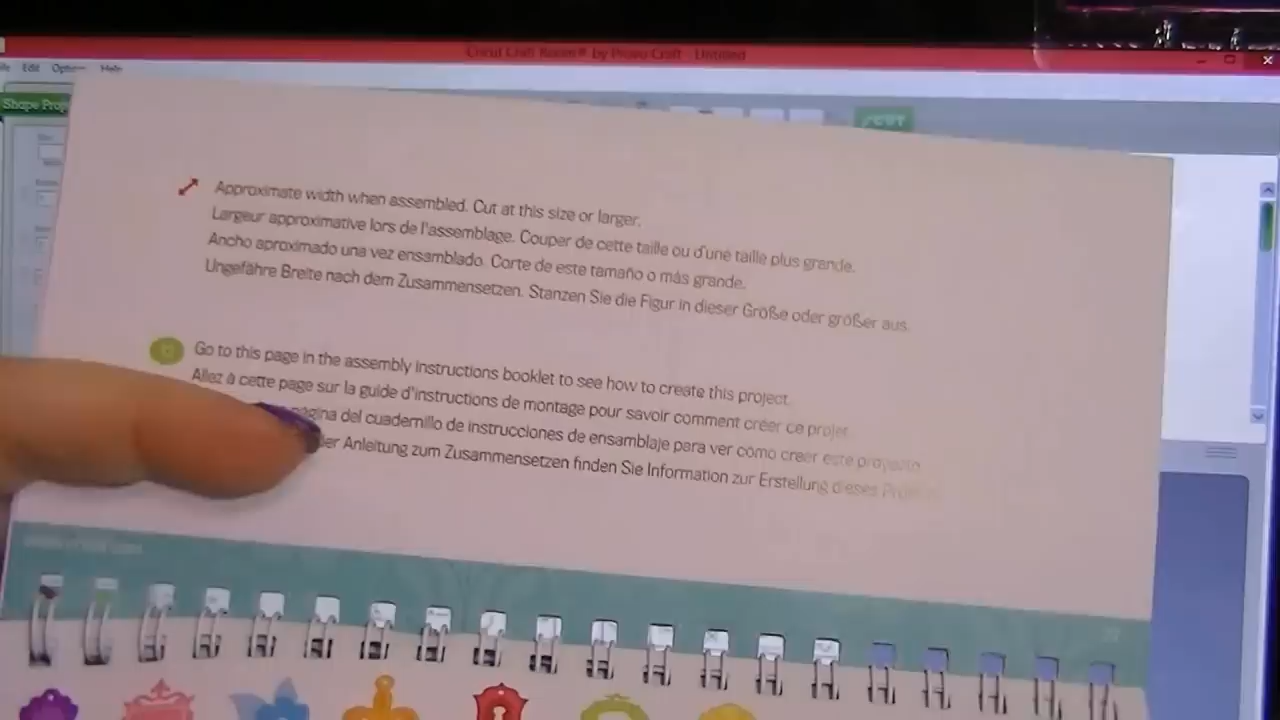 Cricut Craft Room® by Provo Craft - Untitled
Edit Help
Shape
CUT
Approximate width when assembled. Cut at this size or larger.
Largeur approximative lors de l'assemblage. Couper de cette taille ou d'une taille plus grande.
Ancho aproximado una vez ensamblado. Corte de este tamaño o más grande.
Ungefähre Breite nach dem Zusammensetzen. Stanzen Sie die Figur in dieser Größe oder größer aus.
Go to this page in the assembly instructions booklet to see how to create this project.
Allez à cette page sur la guide d'instructions de montage pour savoir comment créer ce projet.
página del cuadernillo de instrucciones de ensamblaje para ver cómo crear este proyecto.
der Anleitung zum Zusammensetzen finden Sie Information zur Erstellung dieses